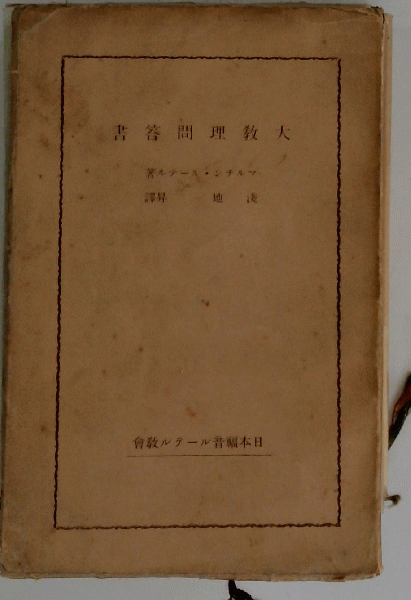 大教理問答書
マルチン・ルーテル著
淺地 昇譯
日本福音ルーテル教會